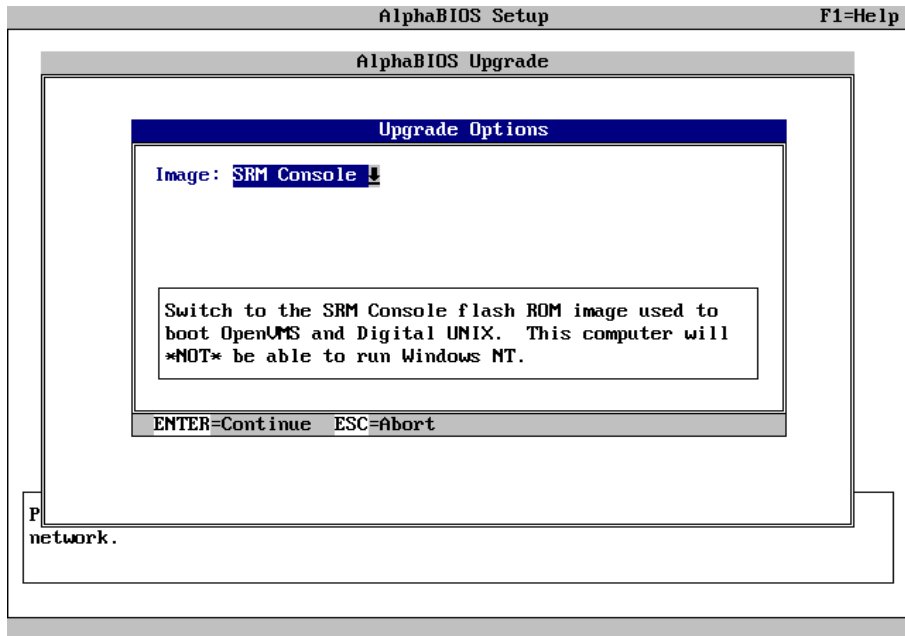 AlphaBIOS Setup F1=Help
AlphaBIOS Upgrade
Upgrade Options
Image: SRM Console
Switch to the SRM Console flash ROM image used to
boot OpenVMS and Digital UNIX. This computer will
*NOT* be able to run Windows NT.
ENTER=Continue ESC=Abort
P
network.